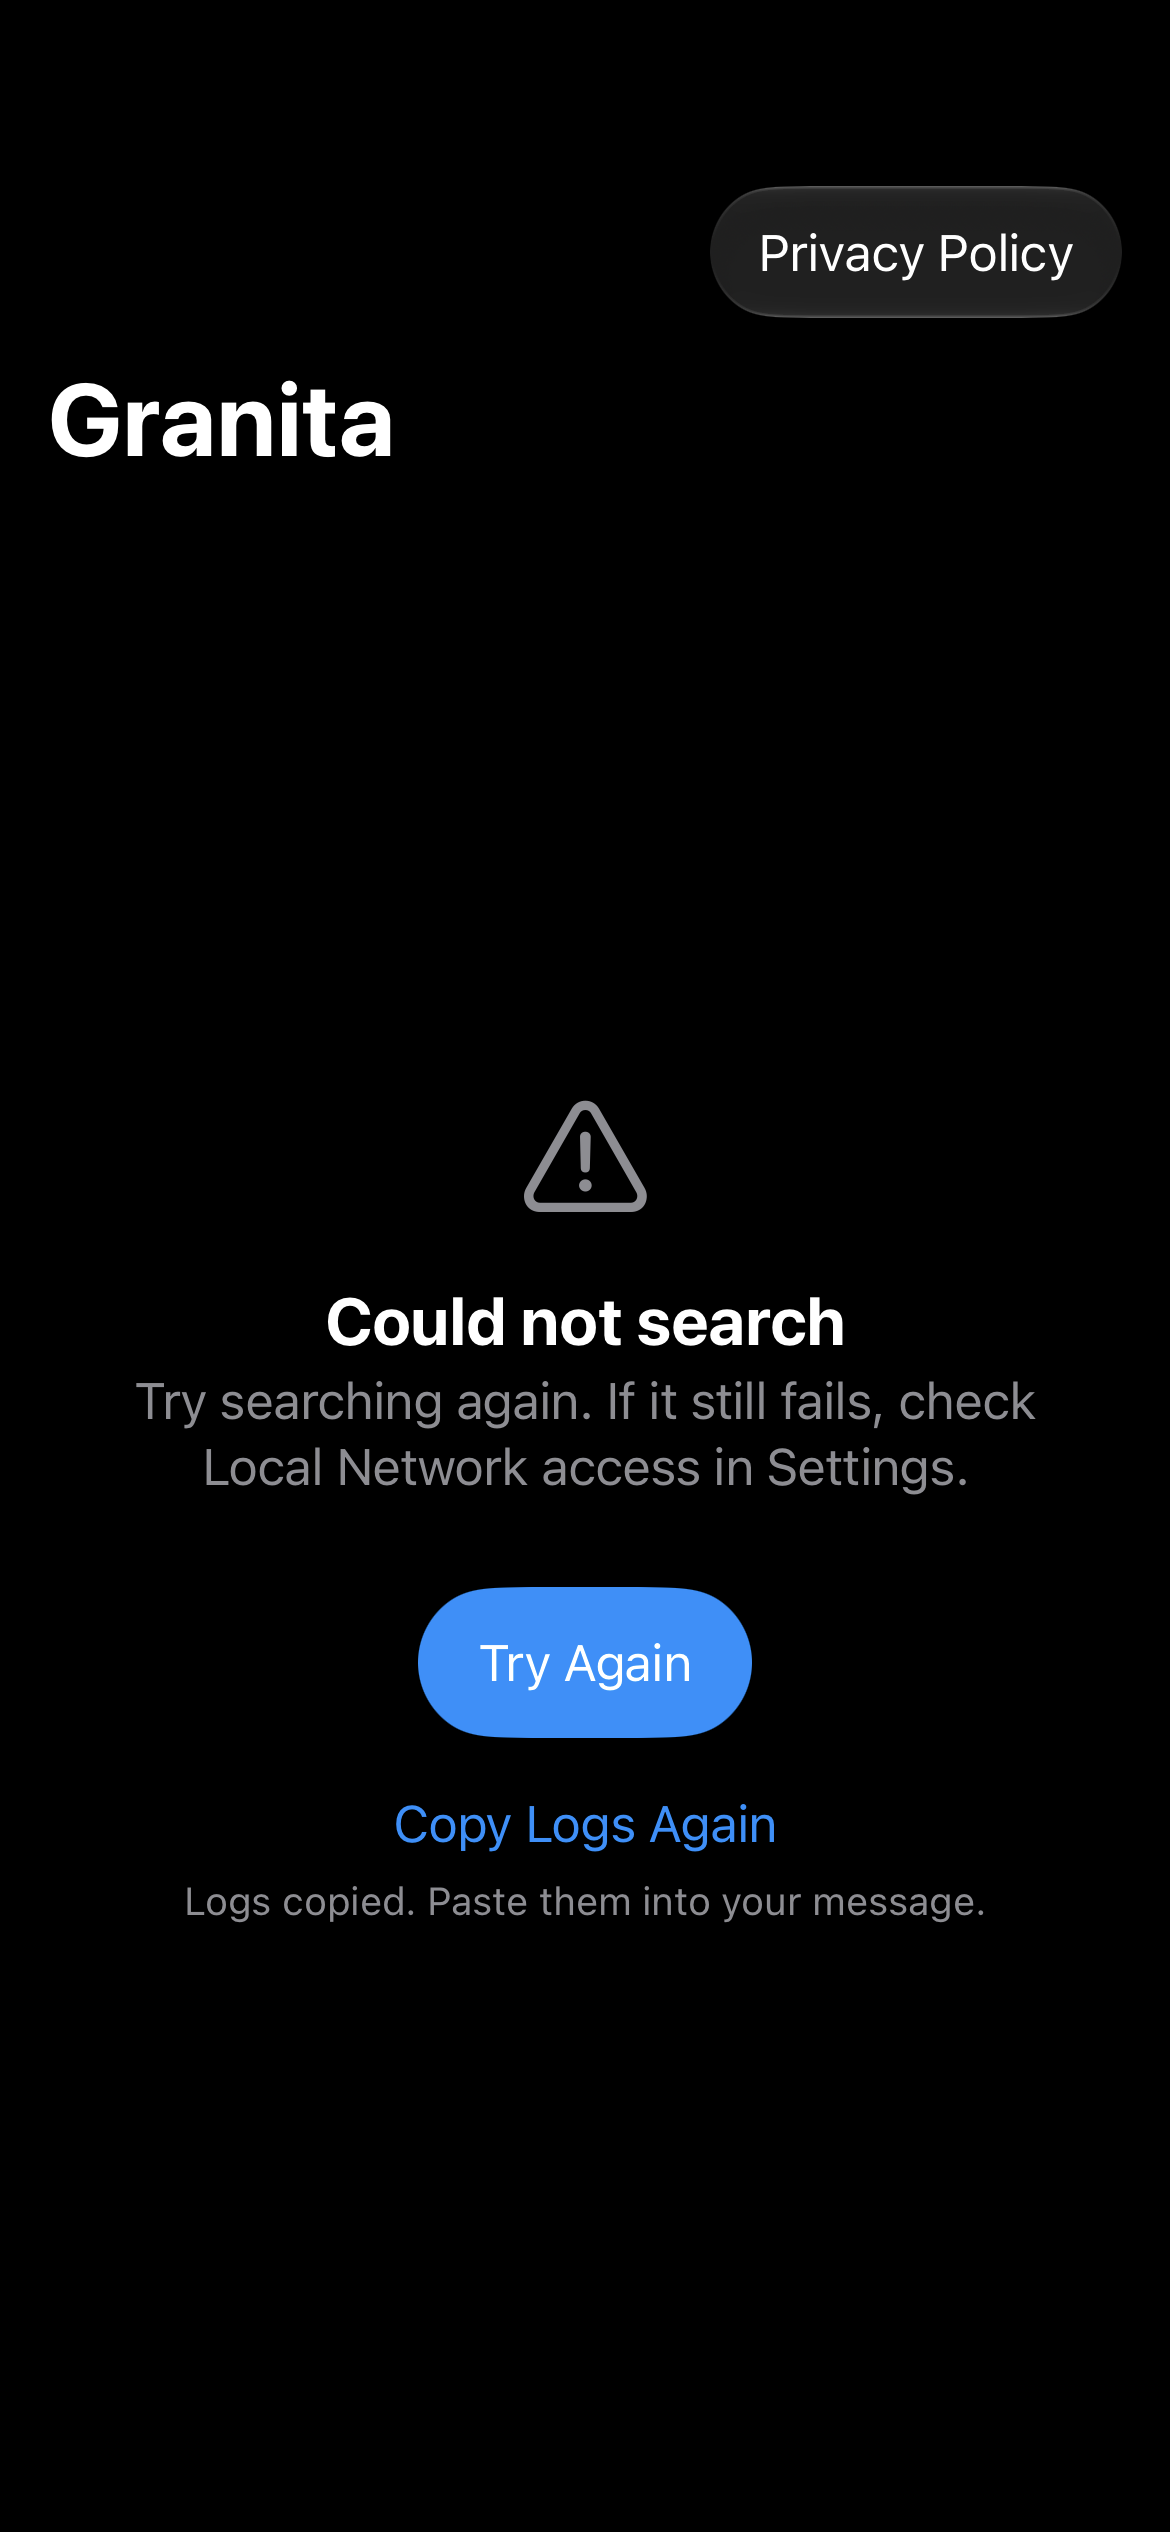 Privacy Policy
Granita
Could not search
Try searching again. If it still fails, check
Local Network access in Settings.
Try Again
Copy Logs Again
Logs copied. Paste them into your message.